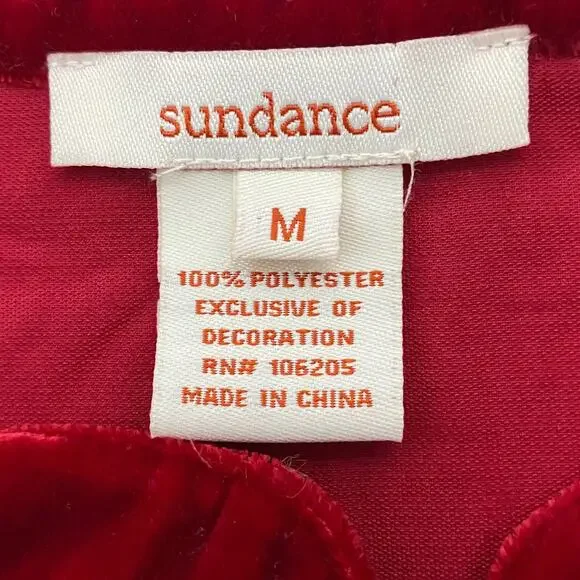 sundance
M
100% POLYESTER
EXCLUSIVE OF
DECORATION
RN# 106205
MADE IN CHINA